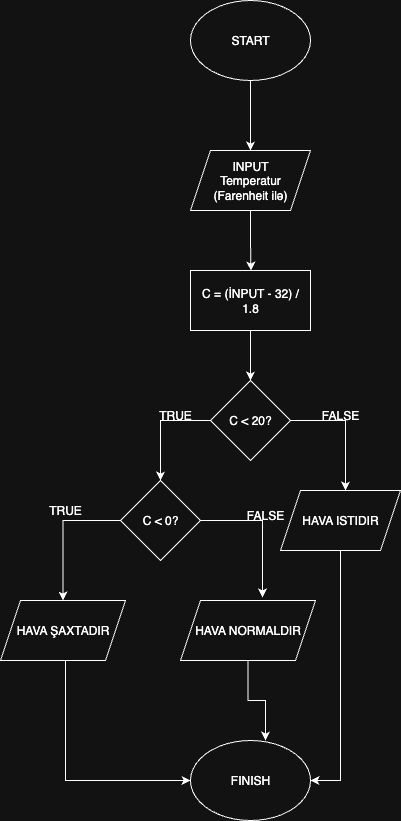 START
INPUT
Temperatur
(Farenheit ilə)
C = (İNPUT - 32) /
1.8
C < 20?
TRUE
FALSE
C < 0?
TRUE
FALSE
HAVA ISTIDIR
HAVA ŞAXTADIR
HAVA NORMALDIR
FINISH